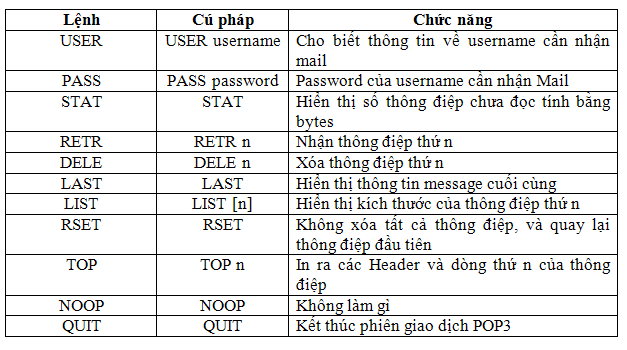 Lệnh Cú pháp Chức năng
USER USER username Cho biết thông tin về username cần nhận
mail
PASS PASS password Password của username cần nhận Mail
STAT STAT Hiển thị số thông điệp chưa đọc tính bằng
bytes
RETR RETR n Nhận thông điệp thứ n
DELE DELE n Xóa thông điệp thứ n
LAST LAST Hiển thị thông tin message cuối cùng
LIST LIST [n] Hiển thị kích thước của thông điệp thứ n
RSET RSET Không xóa tất cả thông điệp, và quay lại
thông điệp đầu tiên
TOP TOP n In ra các Header và dòng thứ n của thông
điệp
NOOP NOOP Không làm gì
QUIT QUIT Kết thúc phiên giao dịch POP3